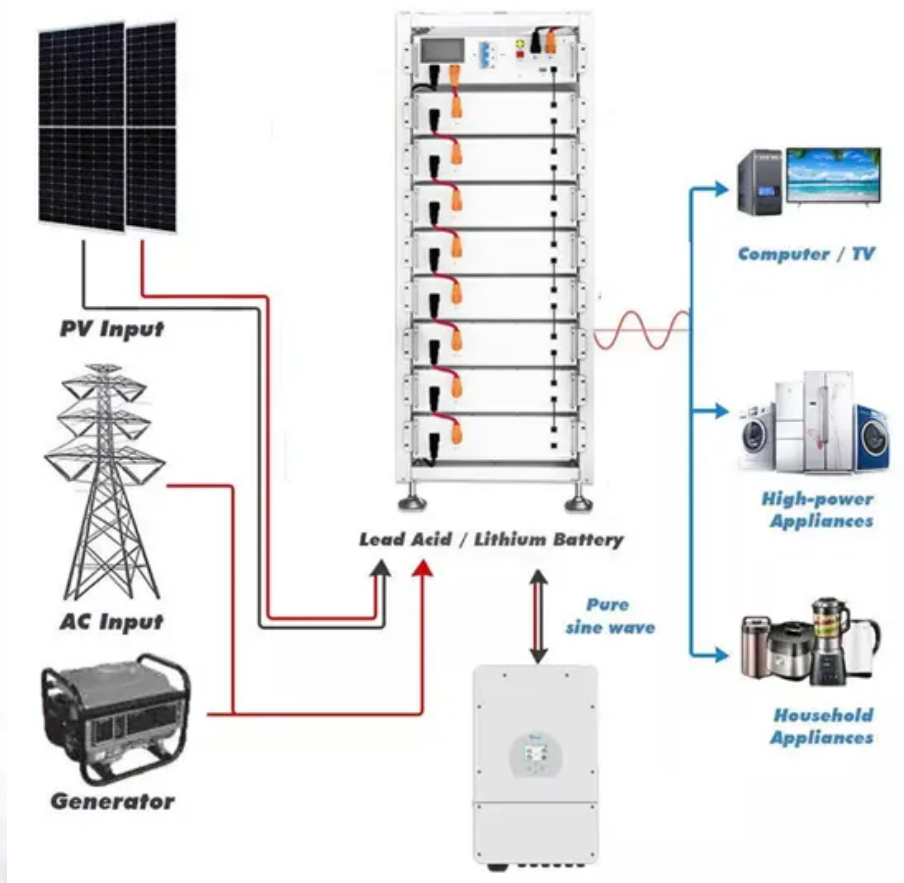 PV Input
AC Input
Generator
Lead Acid / Lithium Battery
Pure
sine wave
Computer / TV
High-power
Appliances
Household
Appliances